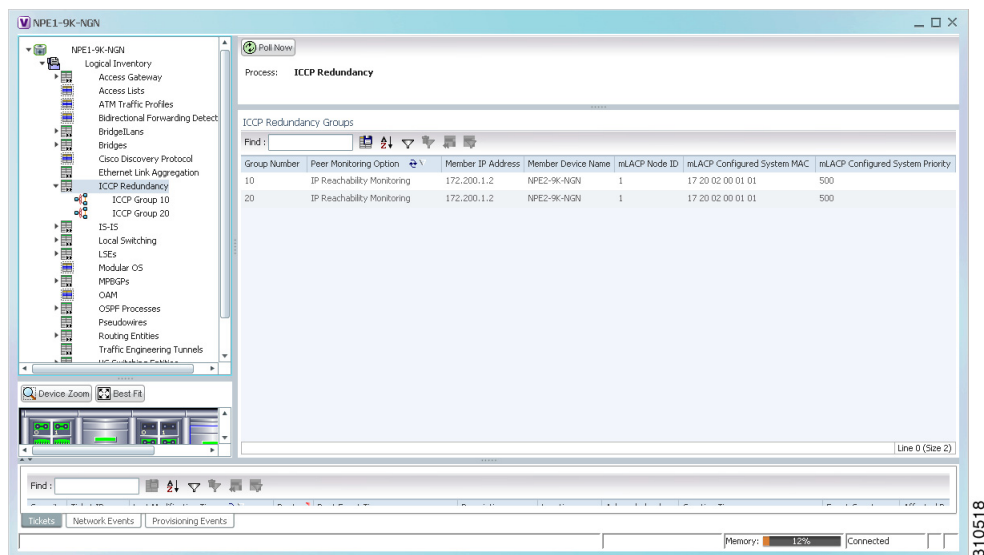 NPE1-9K-NGN
NPE1-9K-NGN
Logical Inventory
Access Gateway
Access Lists
ATM Traffic Profiles
Bidirectional Forwarding Detect
BridgeILans
Bridges
Cisco Discovery Protocol
Ethernet Link Aggregation
ICCP Redundancy
ICCP Group 10
ICCP Group 20
IS-IS
Local Switching
LSEs
Modular OS
MPBGPs
OAM
OSPF Processes
Pseudowires
Routing Entities
Traffic Engineering Tunnels
Device Zoom Best Fit
Poll Now
Process: ICCP Redundancy
ICCP Redundancy Groups
Find :
Group Number Peer Monitoring Option Member IP Address Member Device Name mLACP Node ID mLACP Configured System MAC mLACP Configured System Priority
10 IP Reachability Monitoring 172.200.1.2 NPE2-9K-NGN 1 17 20 02 00 01 01 500
20 IP Reachability Monitoring 172.200.1.2 NPE2-9K-NGN 1 17 20 02 00 01 01 500
Line 0 (Size 2)
Find :
Tickets Network Events Provisioning Events
Memory: 12% Connected
310518